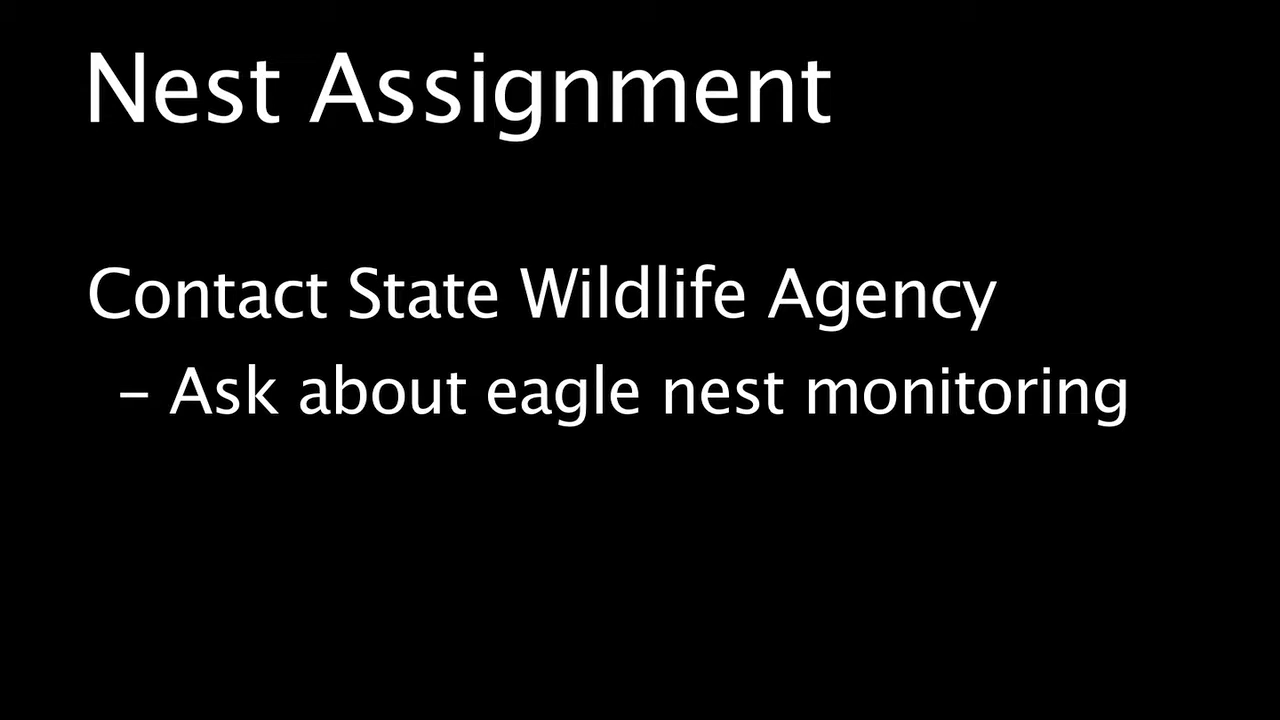 Nest Assignment
Contact State Wildlife Agency
– Ask about eagle nest monitoring